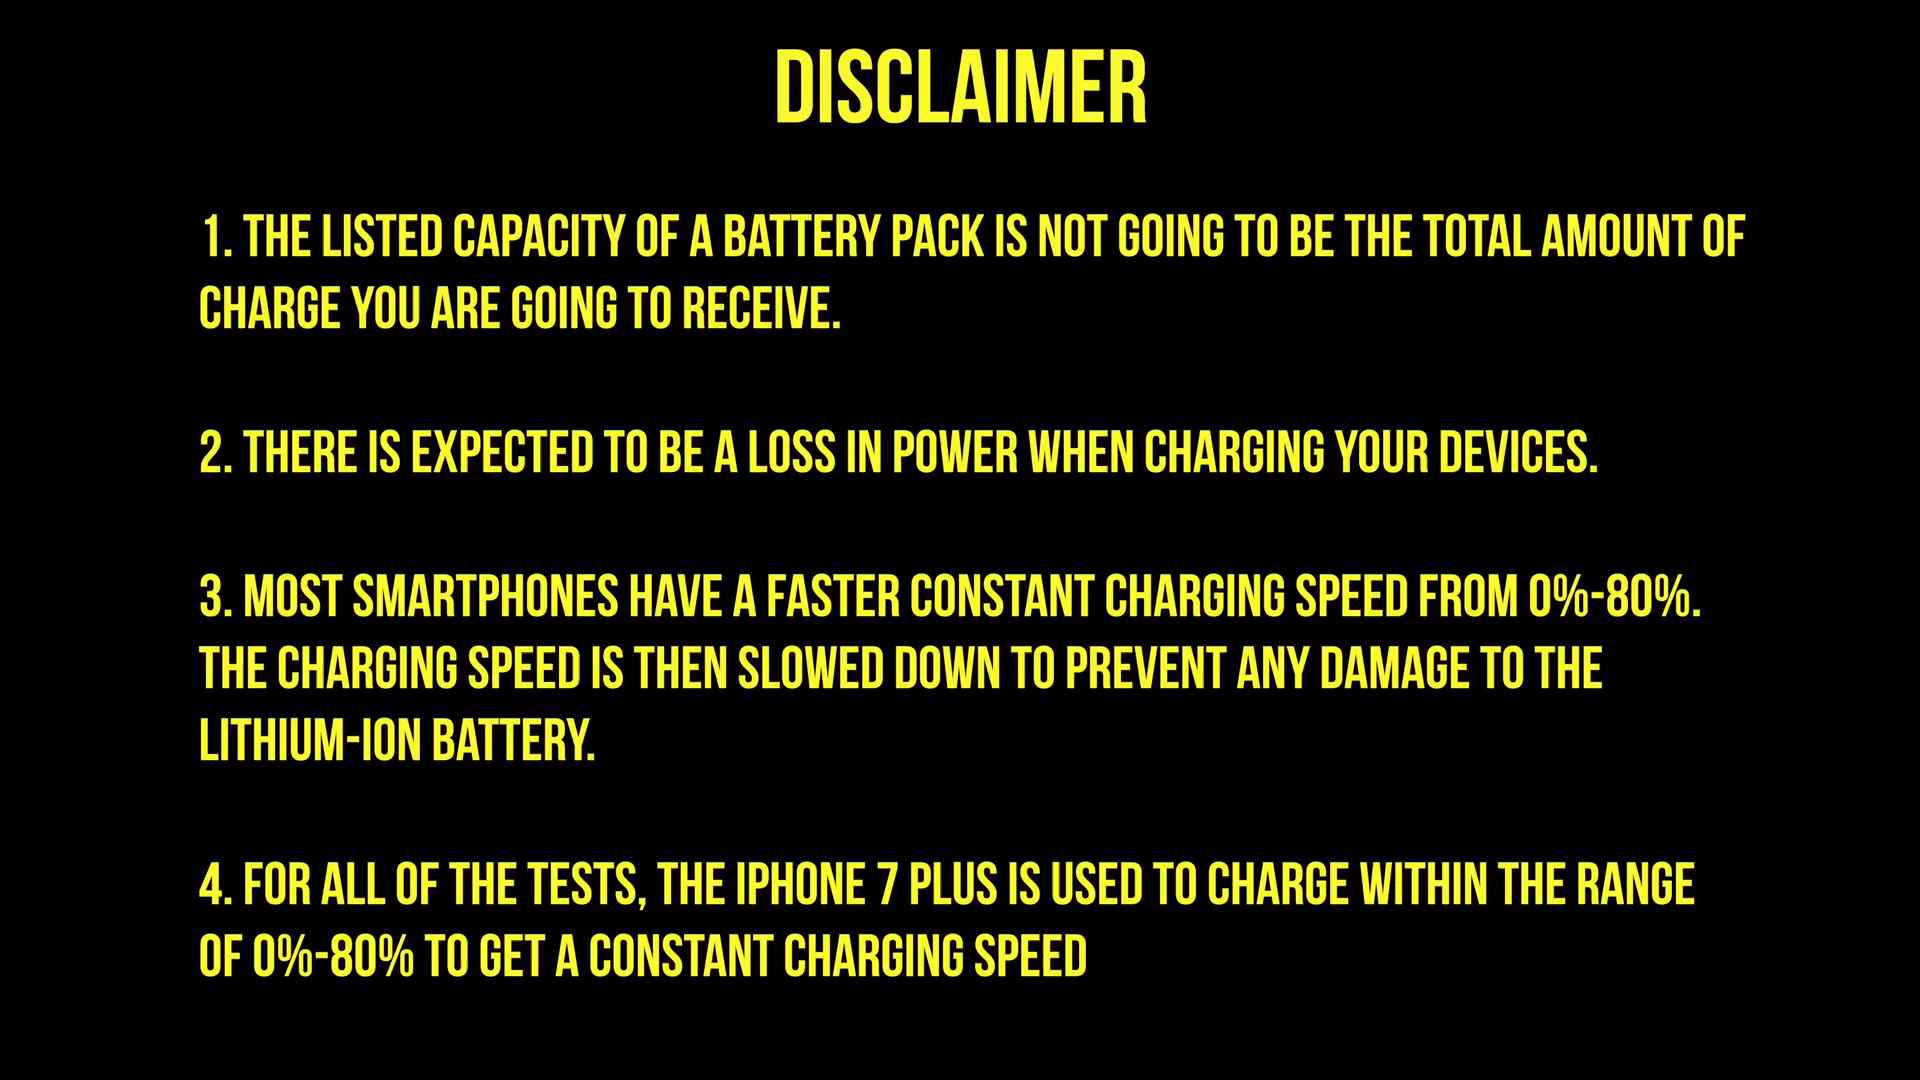 DISCLAIMER
1. THE LISTED CAPACITY OF A BATTERY PACK IS NOT GOING TO BE THE TOTAL AMOUNT OF
CHARGE YOU ARE GOING TO RECEIVE.
2. THERE IS EXPECTED TO BE A LOSS IN POWER WHEN CHARGING YOUR DEVICES.
3. MOST SMARTPHONES HAVE A FASTER CONSTANT CHARGING SPEED FROM 0%-80%.
THE CHARGING SPEED IS THEN SLOWED DOWN TO PREVENT ANY DAMAGE TO THE
LITHIUM-ION BATTERY.
4. FOR ALL OF THE TESTS, THE IPHONE 7 PLUS IS USED TO CHARGE WITHIN THE RANGE
OF 0%-80% TO GET A CONSTANT CHARGING SPEED